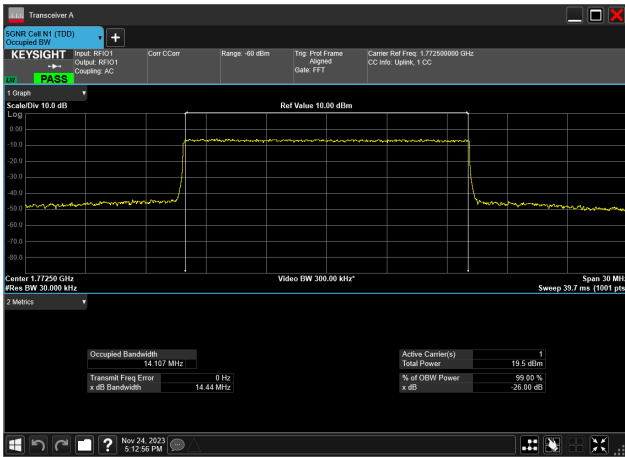 Transceiver A
5GNR Cell N1 (TDD)
Occupied BW
KEYSIGHT
LXI
PASS
Input: RFIO1
Output: RFIO1
Coupling: AC
Corr CCorr
Range: -60 dBm
Trig: Prot Frame
Aligned
Gate: FFT
Carrier Ref Freq: 1.772500000 GHz
CC Info: Uplink, 1 CC
1 Graph
Scale/Div 10.0 dB
Ref Value 10.00 dBm
Log
0.00
-10.0
-20.0
-30.0
-40.0
-50.0
-60.0
-70.0
-80.0
Center 1.77250 GHz
#Res BW 30.000 kHz
Video BW 300.00 kHz*
Span 30 MHz
Sweep 39.7 ms (1001 pts
2 Metrics
Occupied Bandwidth
14.107 MHz
Transmit Freq Error 0 Hz
x dB Bandwidth 14.44 MHz
Active Carrier(s) 1
Total Power 19.5 dBm
% of OBW Power 99.00 %
x dB -26.00 dB
Nov 24, 2023
5:12:56 PM